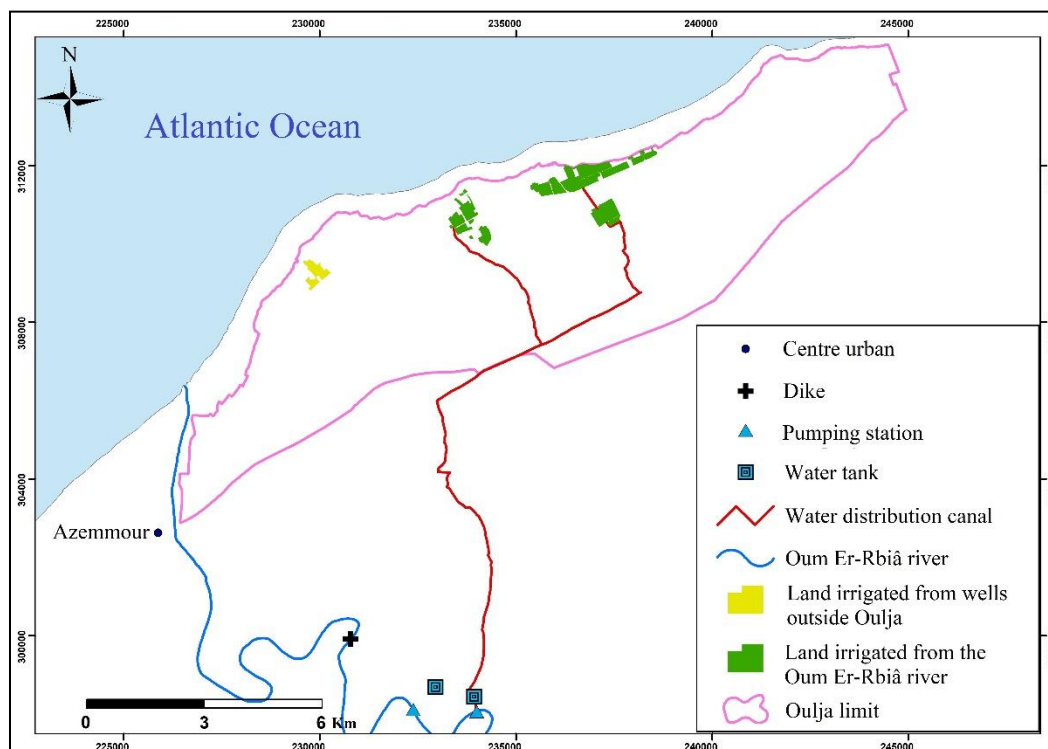 225000 230000 235000 240000 245000
N
Atlantic Ocean
312000
312000
308000
308000
304000
300000
Azemmour
Centre urban
Dike
Pumping station
Water tank
Water distribution canal
Oum Er-Rbiâ river
Land irrigated from wells
outside Oulja
Land irrigated from the
Oum Er-Rbiâ river
Oulja limit
0 3 6 Km
225000 230000 235000 240000 245000